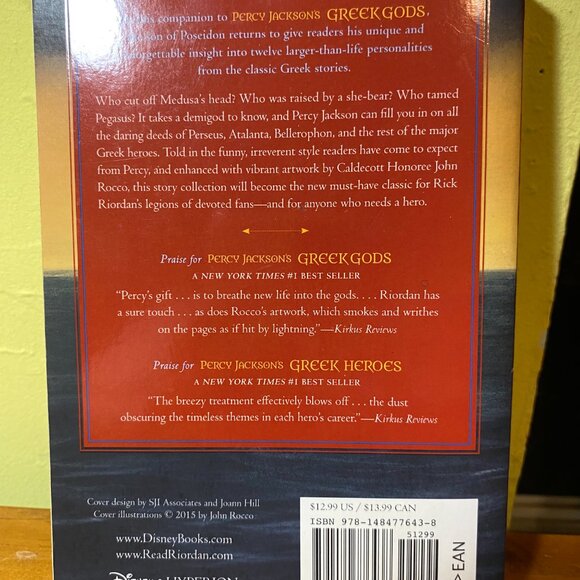 this companion to PERCY JACKSON'S GREEK GODS,
son of Poseidon returns to give readers his unique and
insight into twelve larger-than-life personalities
from the classic Greek stories.
Who cut off Medusa's head? Who was raised by a she-bear? Who tamed
Pegasus? It takes a demigod to know, and Percy Jackson can fill you in on all
the daring deeds of Perseus, Atalanta, Bellerophon, and the rest of the major
Greek heroes. Told in the funny, irreverent style readers have come to expect
from Percy, and enhanced with vibrant artwork by Caldecott Honoree John
Rocco, this story collection will become the new must-have classic for Rick
Riordan's legions of devoted fans—and for anyone who needs a hero.
Praise for PERCY JACKSON'S GREEK GODS
A NEW YORK TIMES #1 BEST SELLER
"Percy's gift . . . is to breathe new life into the gods. . . . Riordan has
a sure touch . . . as does Rocco's artwork, which smokes and writhes
on the pages as if hit by lightning."—Kirkus Reviews
Praise for PERCY JACKSON'S GREEK HEROES
A NEW YORK TIMES #1 BEST SELLER
"The breezy treatment effectively blows off . . . the dust
obscuring the timeless themes in each hero's career."—Kirkus Reviews
Cover design by SJI Associates and Joann Hill
Cover illustrations © 2015 by John Rocco
www.DisneyBooks.com
www.ReadRiordan.com
Disney • HYPERION
$12.99 US / $13.99 CAN
ISBN 978-148477643-8
51299
EAN